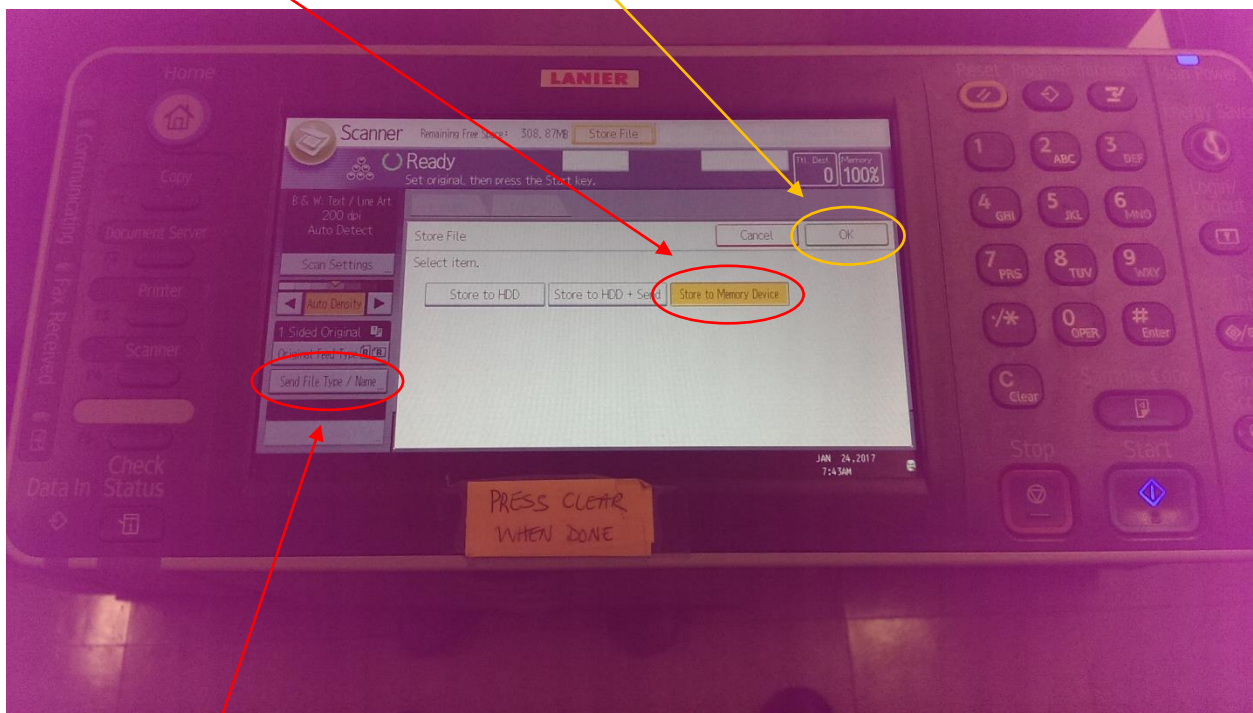 LANIER
Home
Communicating
Copy
Document Server
Fax Received
Printer
Scanner
Data In
Check
Status
Scanner
Remaining Free Space: 308.87MB
Store File
Ready
Set original, then press the Start key.
Ttl. Dest.
0
Memory
100%
B & W: Text / Line Art
200 dpi
Auto Detect
Scan Settings
Auto Density
1 Sided Original
Original Feed Type
Send File Type / Name
Store File
Cancel
OK
Select item.
Store to HDD
Store to HDD + Send
Store to Memory Device
JAN 24.2017
7:43AM
PRESS CLEAR
WHEN DONE
Reset
Main Power
1
2 ABC
3 DEF
4 GHI
5 JKL
6 MNO
7 PRS
8 TUV
9 WXY
·/*
0 OPER
# Enter
C Clear
Stop
Start